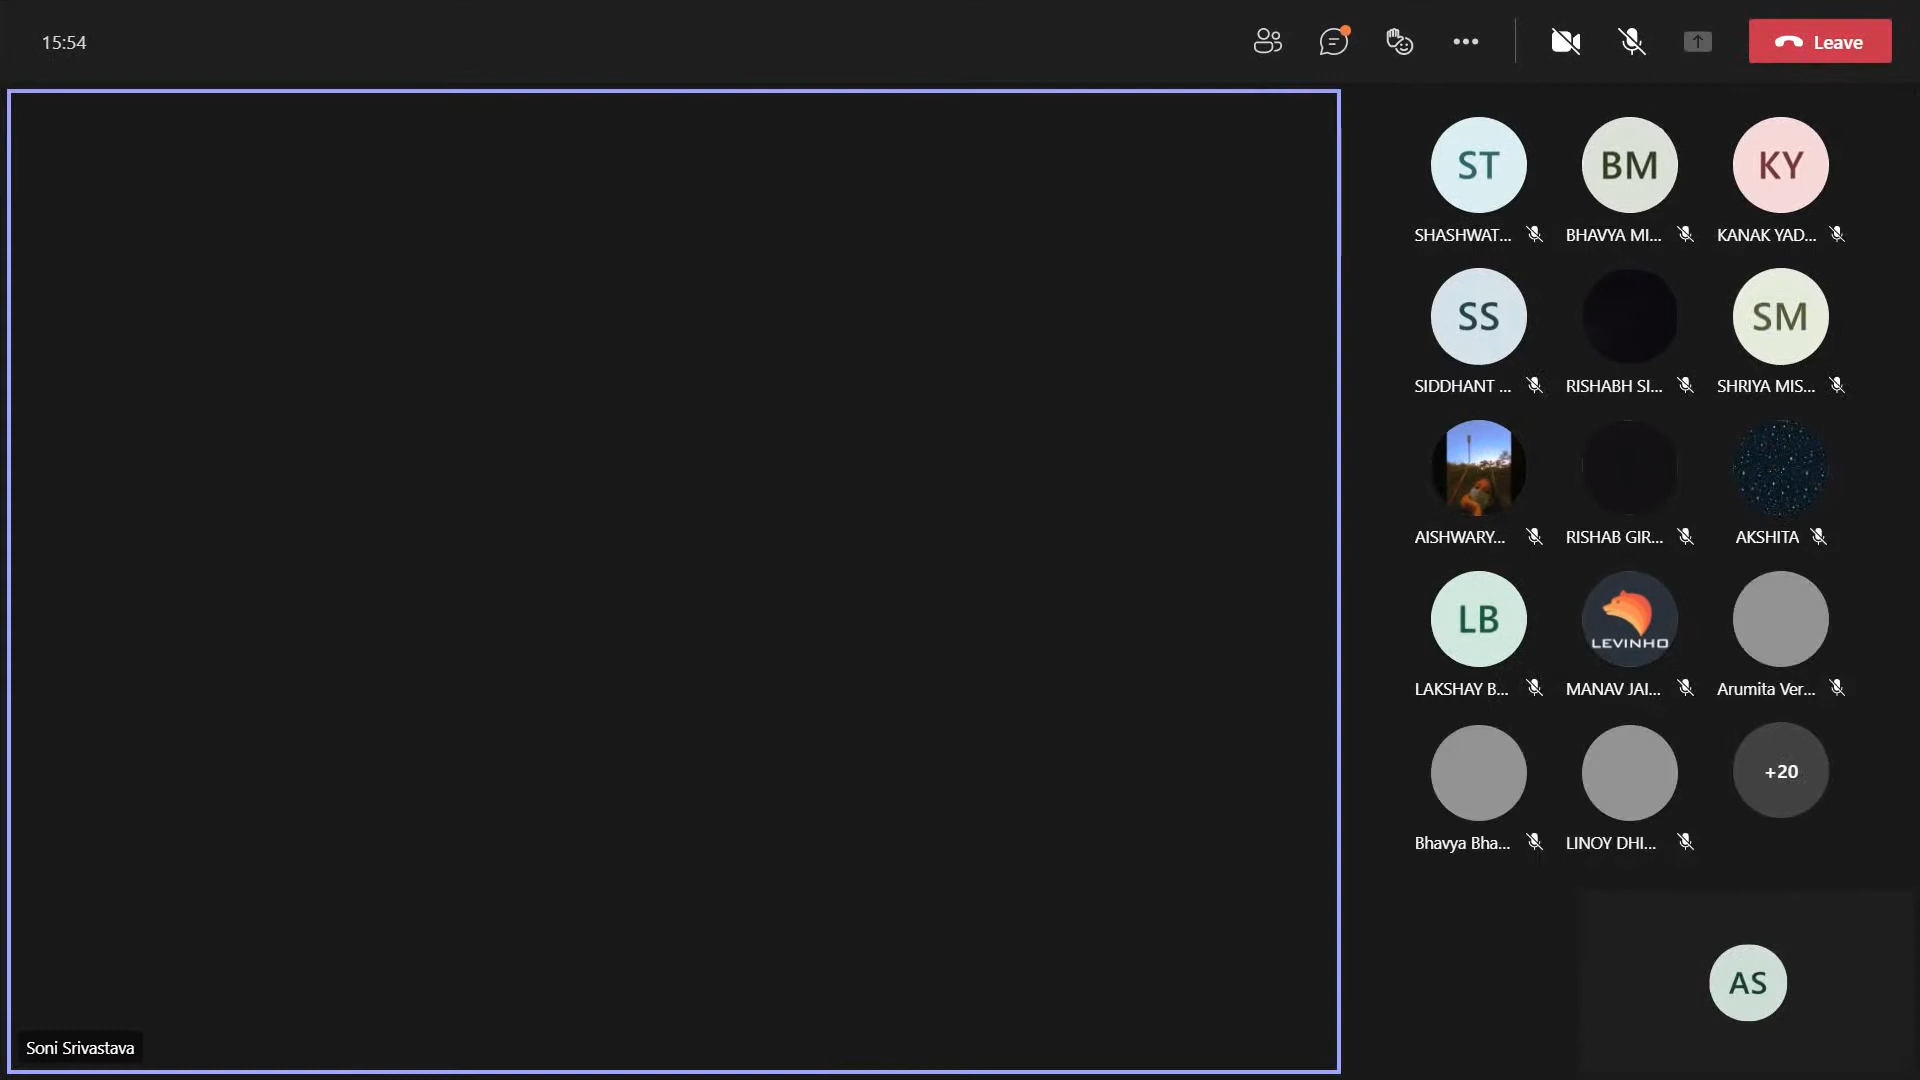 15:54
Leave
ST BM KY
SHASHWAT... BHAVYA MI... KANAK YAD...
SS SM
SIDDHANT ... RISHABH SI... SHRIYA MIS...
AISHWARY... RISHAB GIR... AKSHITA
LB LEVINHO
LAKSHAY B... MANAV JAI... Arumita Ver...
+20
Bhavya Bha... LINOY DHI...
AS
Soni Srivastava